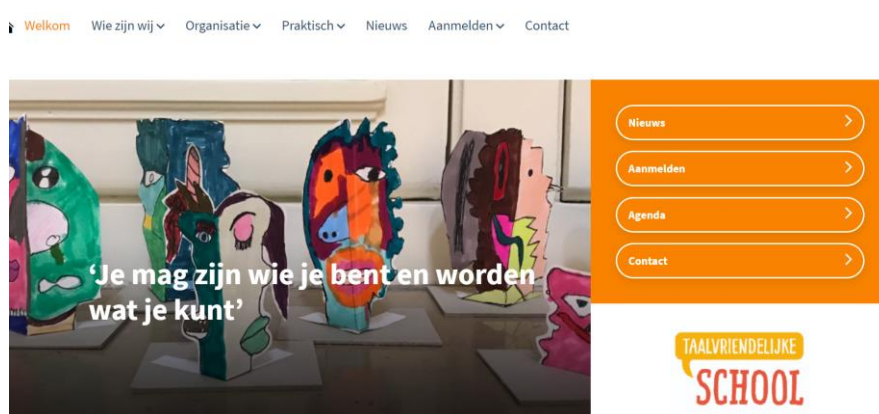 Welkom Wie zijn wij Organisatie Praktisch Nieuws Aanmelden Contact
‘Je mag zijn wie je bent en worden
wat je kunt’
Nieuws
Aanmelden
Agenda
Contact
TAALVRIENDELIJKE
SCHOOL